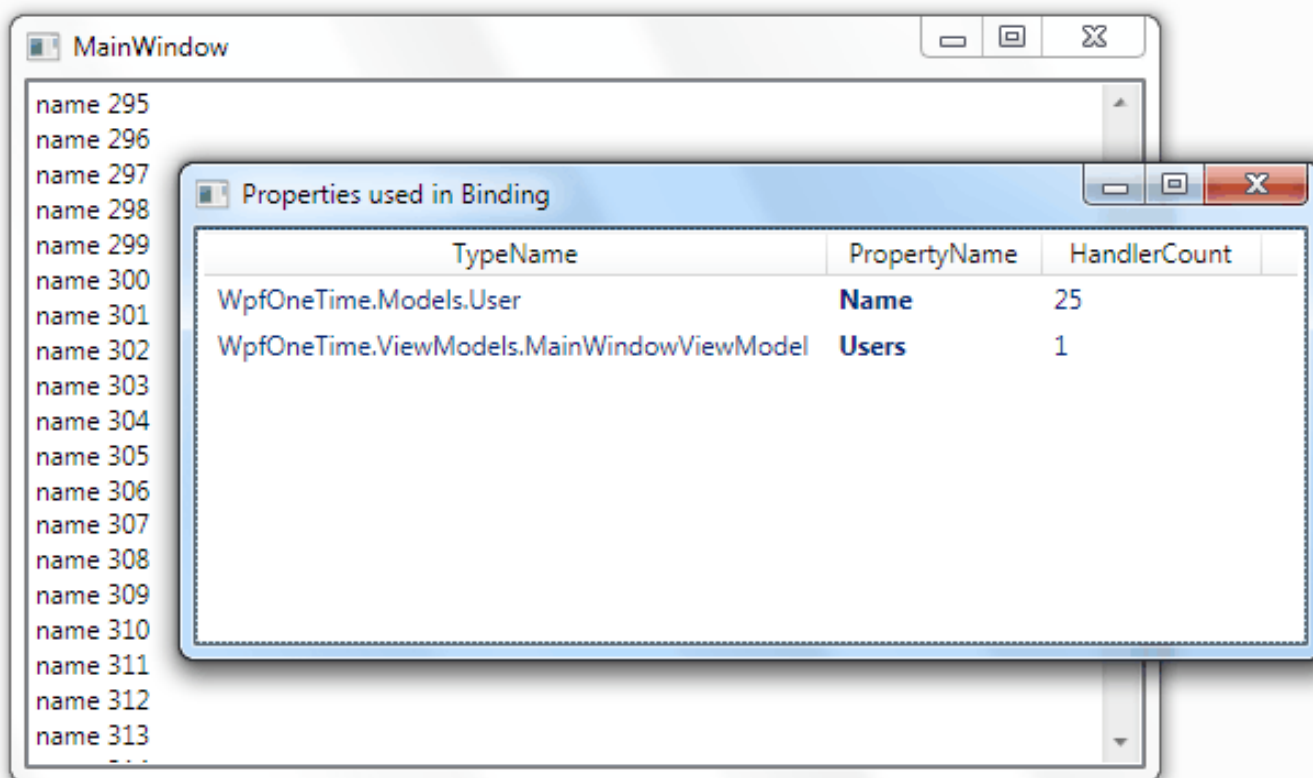 MainWindow
name 295
name 296
name 297
name 298
name 299
name 300
name 301
name 302
name 303
name 304
name 305
name 306
name 307
name 308
name 309
name 310
name 311
name 312
name 313
Properties used in Binding
TypeName PropertyName HandlerCount
WpfOneTime.Models.User Name 25
WpfOneTime.ViewModels.MainWindowViewModel Users 1